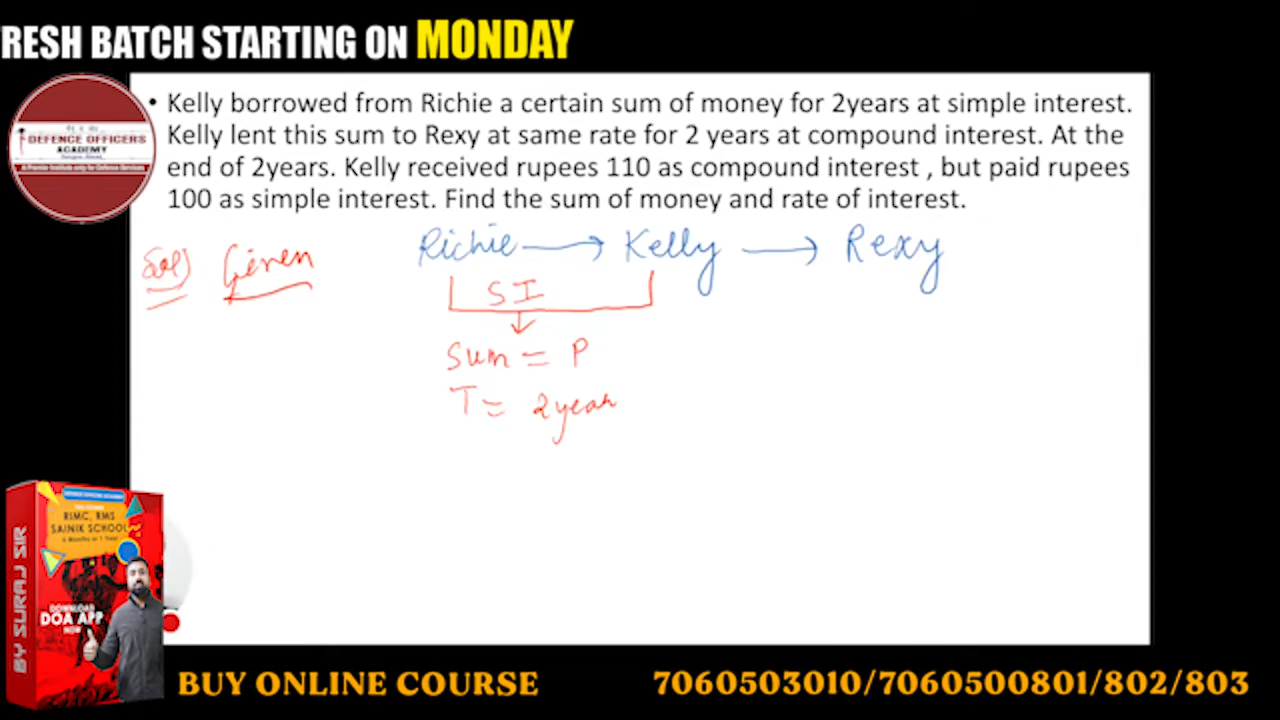 RESH BATCH STARTING ON MONDAY
• Kelly borrowed from Richie a certain sum of money for 2years at simple interest.
Kelly lent this sum to Rexy at same rate for 2 years at compound interest. At the
end of 2years. Kelly received rupees 110 as compound interest , but paid rupees
100 as simple interest. Find the sum of money and rate of interest.
DEFENCE OFFICERS
ACADEMY
Sol) Given
Richie → Kelly → Rexy
SI
Sum = P
T = 2year
RIMC, RMS
SAINIK SCHOOL
BY SURAJ SIR
DOWNLOAD
DOA APP
NOW
BUY ONLINE COURSE
7060503010/7060500801/802/803